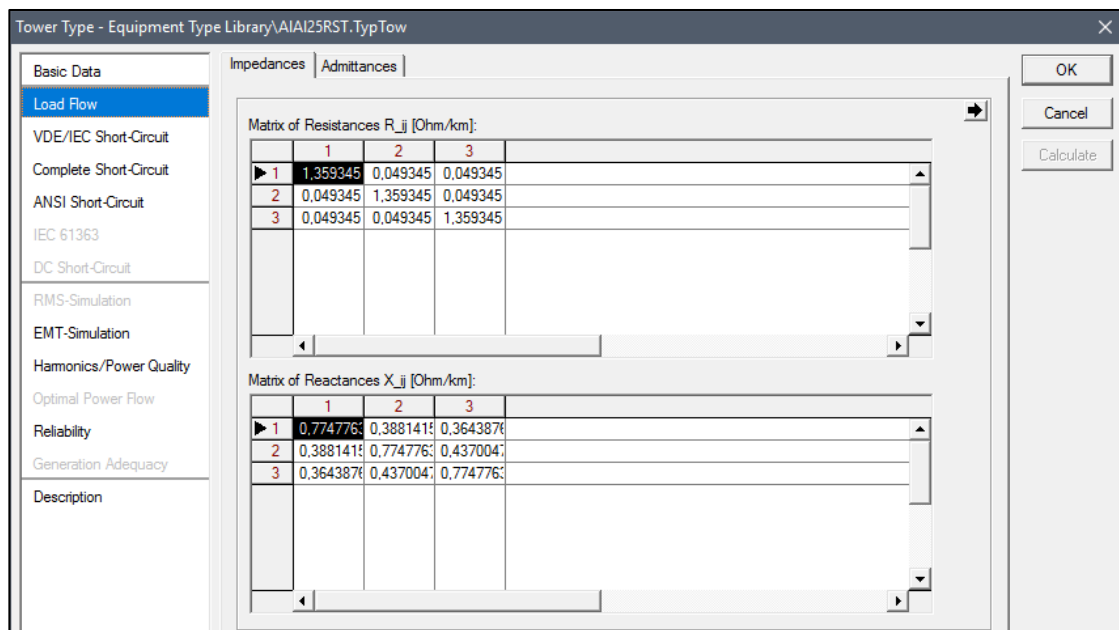 Tower Type - Equipment Type Library\AIAI25RST.TypTow
Basic Data
Load Flow
VDE/IEC Short-Circuit
Complete Short-Circuit
ANSI Short-Circuit
IEC 61363
DC Short-Circuit
RMS-Simulation
EMT-Simulation
Harmonics/Power Quality
Optimal Power Flow
Reliability
Generation Adequacy
Description
Impedances Admittances
Matrix of Resistances R_ij [Ohm/km]:
1 2 3
1 1,359345 0,049345 0,049345
2 0,049345 1,359345 0,049345
3 0,049345 0,049345 1,359345
Matrix of Reactances X_ij [Ohm/km]:
1 2 3
1 0,7747763 0,3881415 0,3643876
2 0,3881415 0,7747763 0,4370047
3 0,3643876 0,4370047 0,7747763
OK
Cancel
Calculate